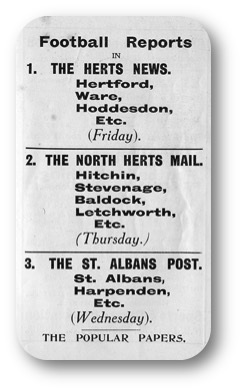 Football Reports
IN
1. THE HERTS NEWS.
Hertford,
Ware,
Hoddesdon,
Etc.
(Friday).
2. THE NORTH HERTS MAIL.
Hitchin,
Stevenage,
Baldock,
Letchworth,
Etc.
(Thursday.)
3. THE ST. ALBANS POST.
St. Albans,
Harpenden,
Etc.
(Wednesday).
THE POPULAR PAPERS.